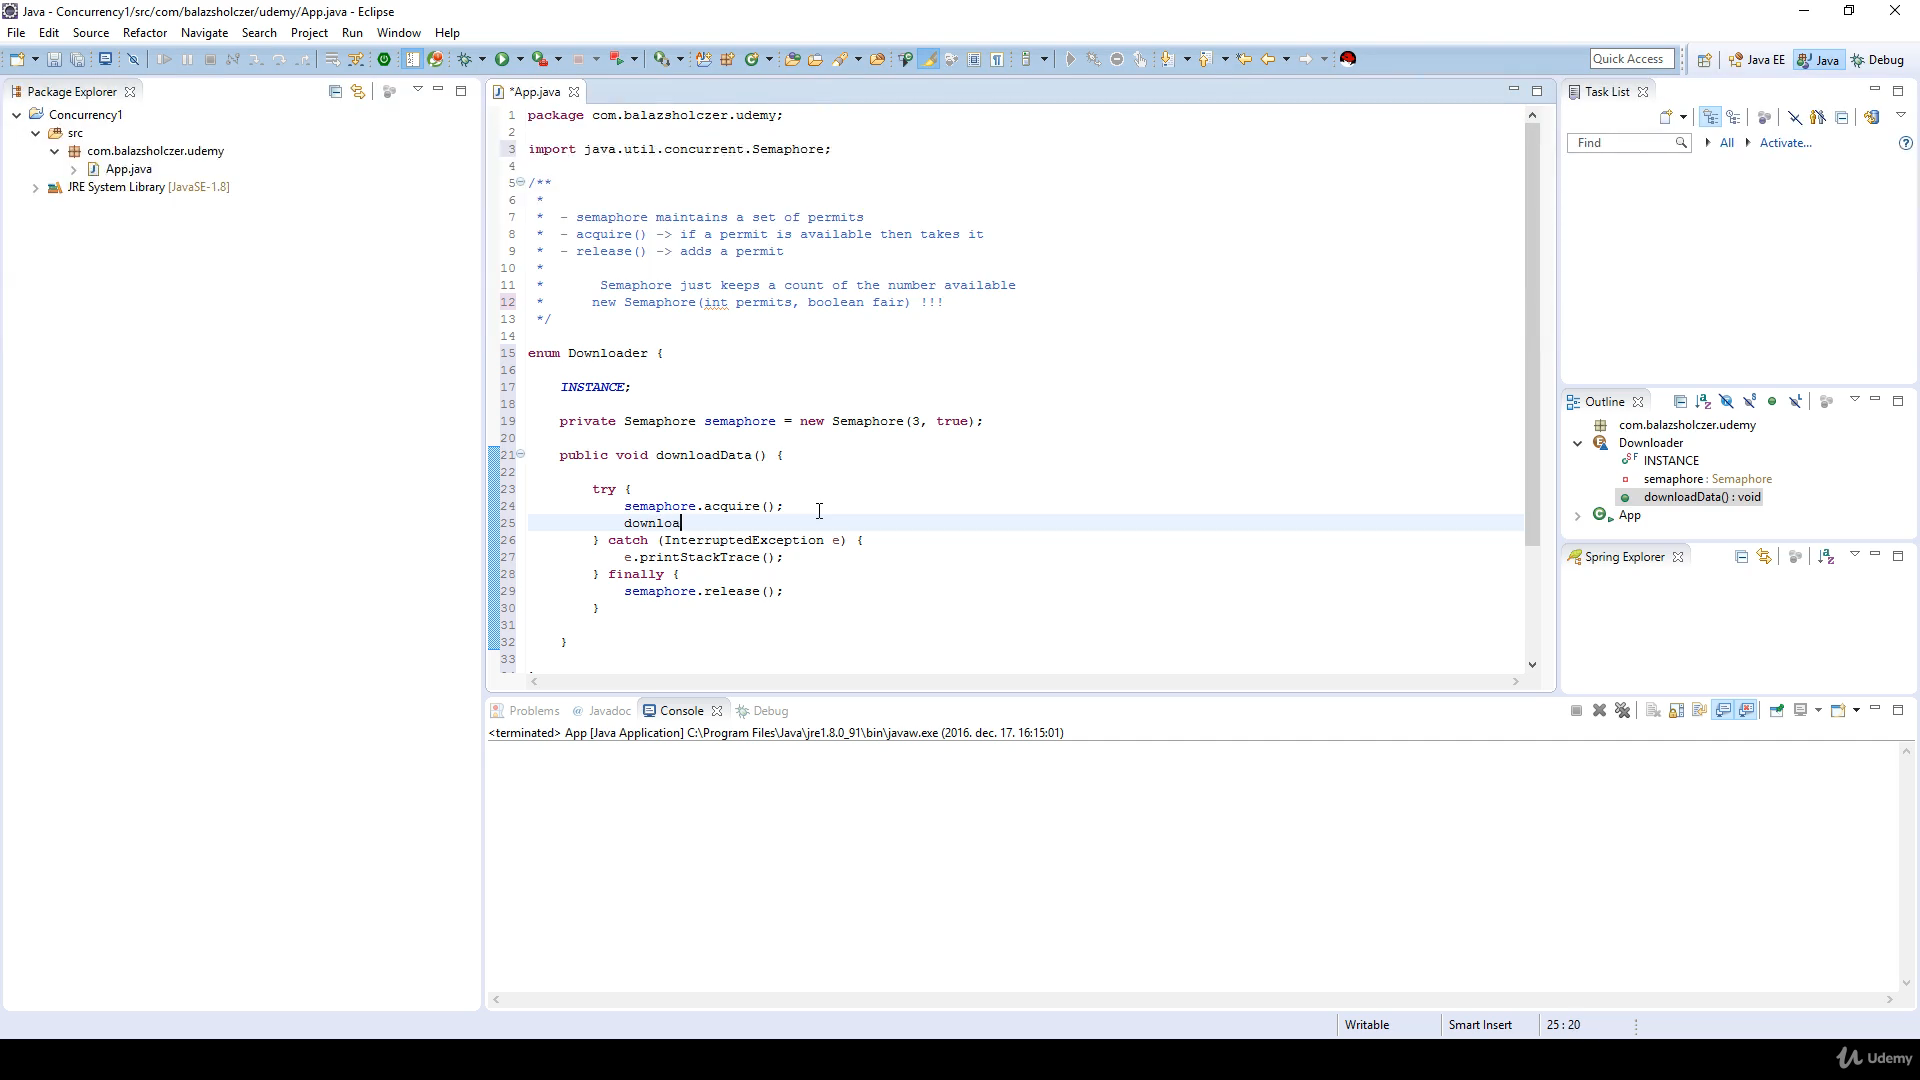 Java - Concurrency1/src/com/balazsholczer/udemy/App.java - Eclipse
File Edit Source Refactor Navigate Search Project Run Window Help
Quick Access
Java EE Java Debug
Package Explorer
Concurrency1
src
com.balazsholczer.udemy
App.java
JRE System Library [JavaSE-1.8]
*App.java
1 package com.balazsholczer.udemy;
2
3 import java.util.concurrent.Semaphore;
4
5 /**
6 *
7 * - semaphore maintains a set of permits
8 * - acquire() -> if a permit is available then takes it
9 * - release() -> adds a permit
10 *
11 * Semaphore just keeps a count of the number available
12 * new Semaphore(int permits, boolean fair) !!!
13 */
14
15 enum Downloader {
16
17 INSTANCE;
18
19 private Semaphore semaphore = new Semaphore(3, true);
20
21 public void downloadData() {
22
23 try {
24 semaphore.acquire();
25 downloa
26 } catch (InterruptedException e) {
27 e.printStackTrace();
28 } finally {
29 semaphore.release();
30 }
31
32 }
33
Task List
Find All Activate...
Outline
com.balazsholczer.udemy
Downloader
INSTANCE
semaphore : Semaphore
downloadData() : void
App
Spring Explorer
Problems @ Javadoc Console Debug
<terminated> App [Java Application] C:\Program Files\Java\jre1.8.0_91\bin\javaw.exe (2016. dec. 17. 16:15:01)
Writable Smart Insert 25 : 20
Udemy